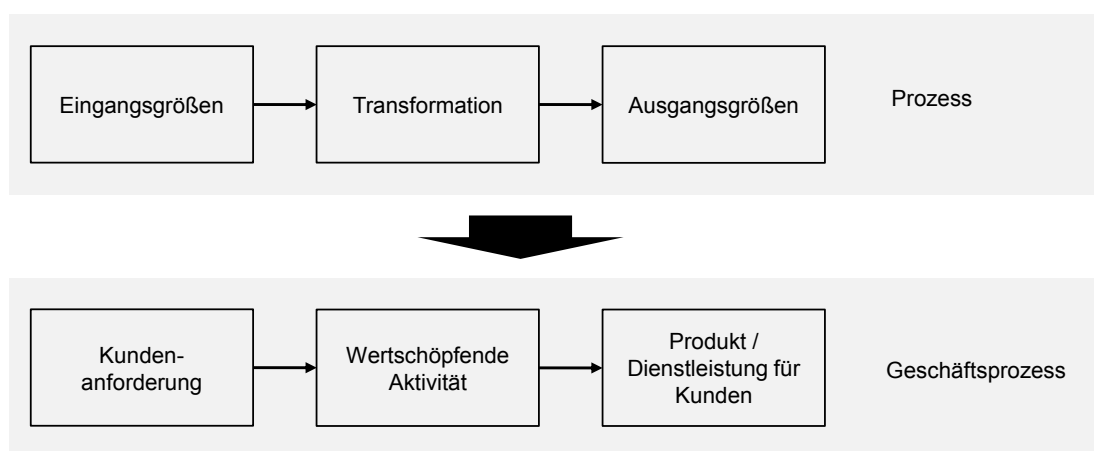 Eingangsgrößen
Transformation
Ausgangsgrößen
Prozess
Kunden-
anforderung
Wertschöpfende
Aktivität
Produkt /
Dienstleistung für
Kunden
Geschäftsprozess